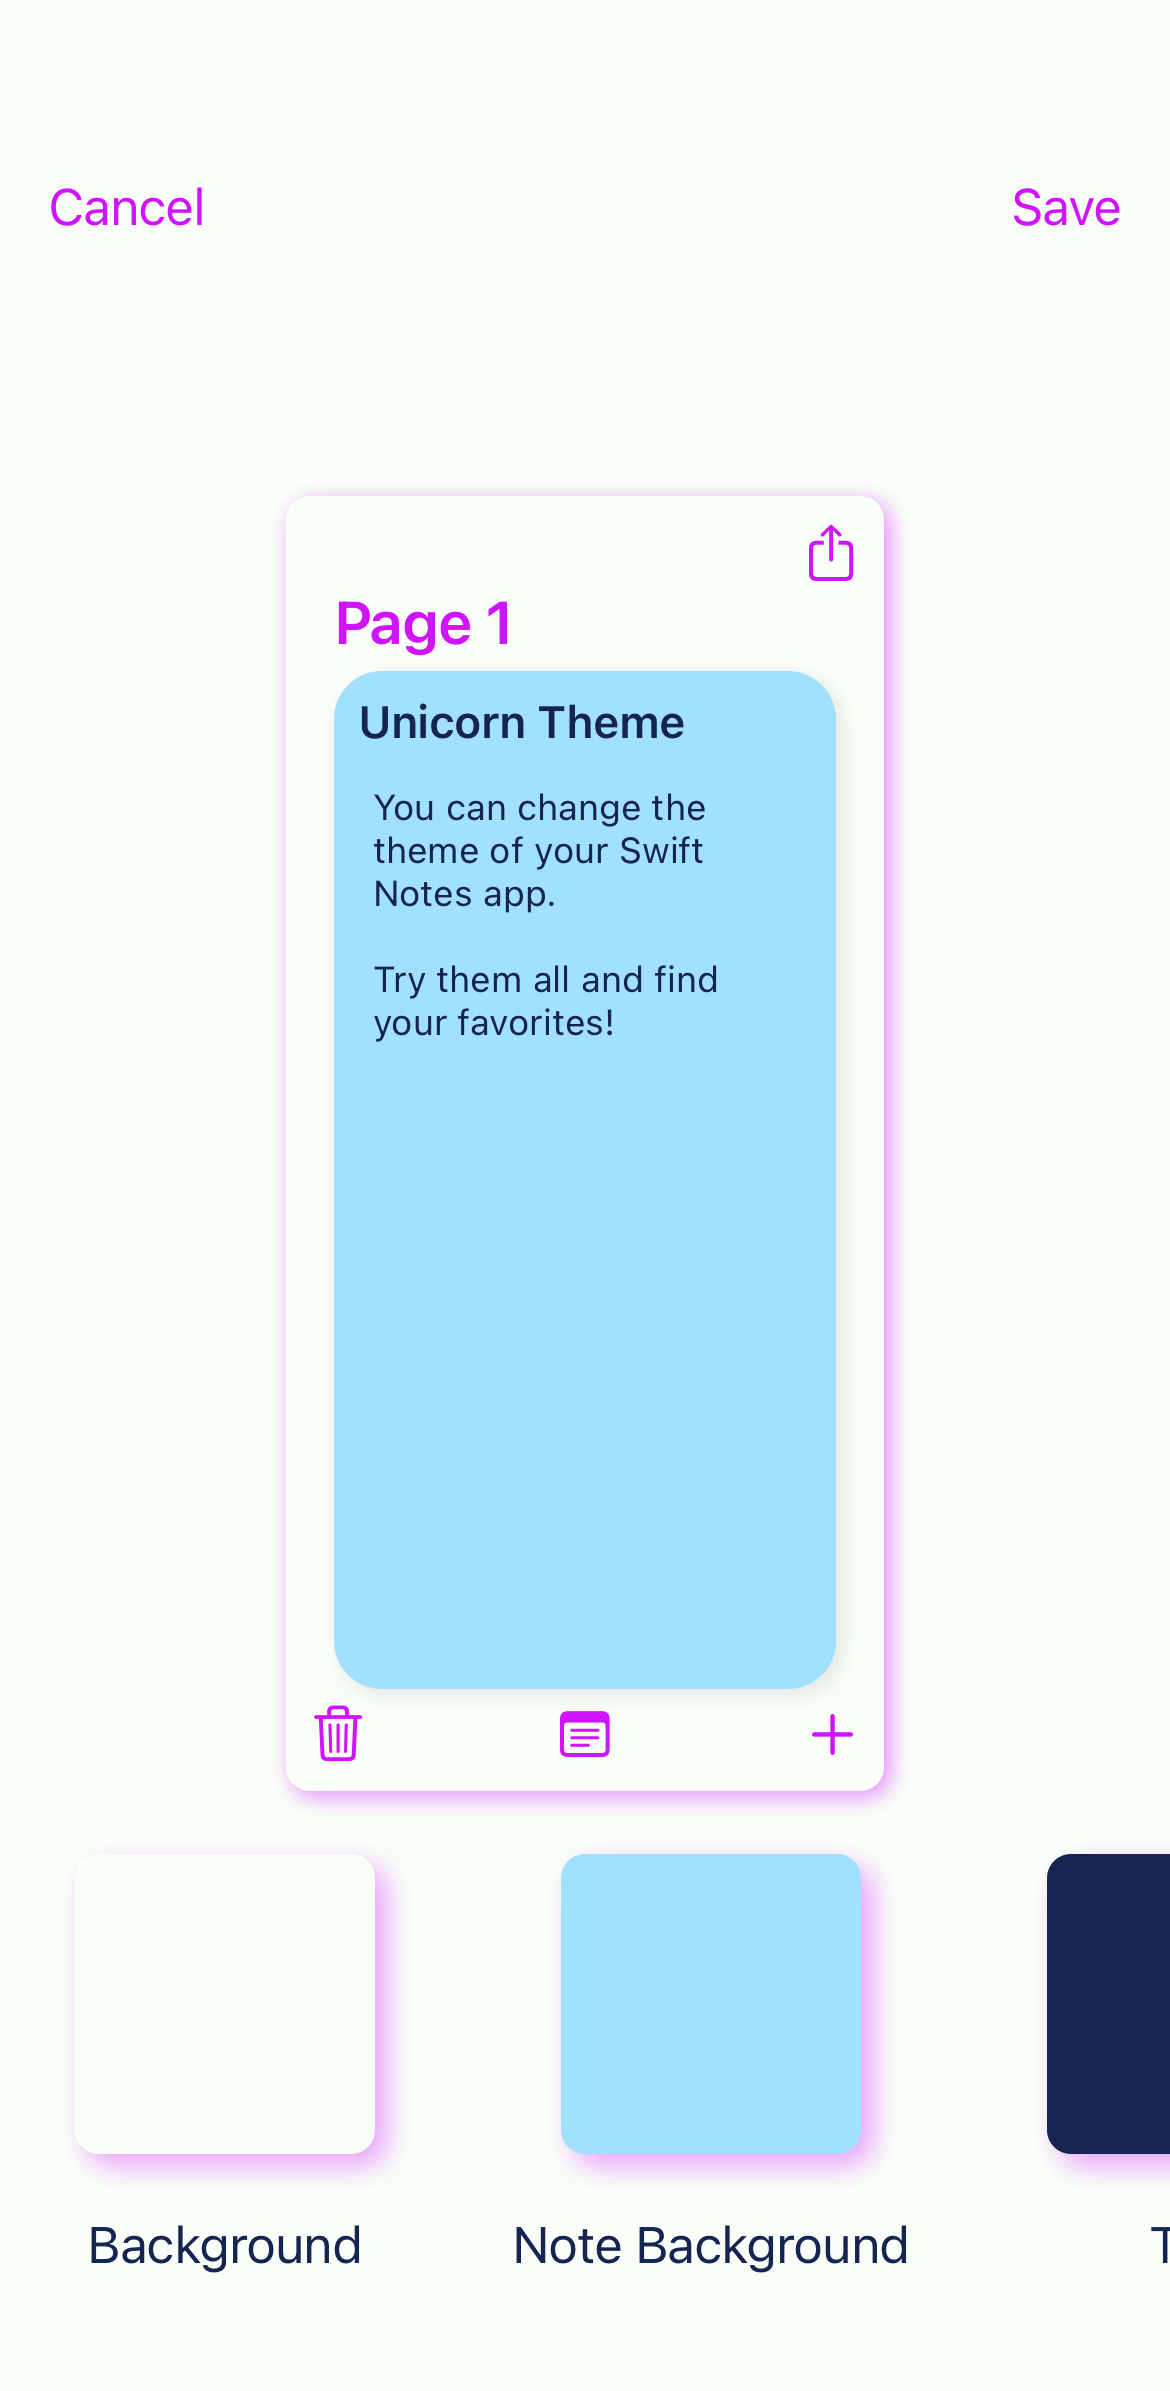 Cancel
Save
Page 1
Unicorn Theme
You can change the
theme of your Swift
Notes app.
Try them all and find
your favorites!
Background
Note Background